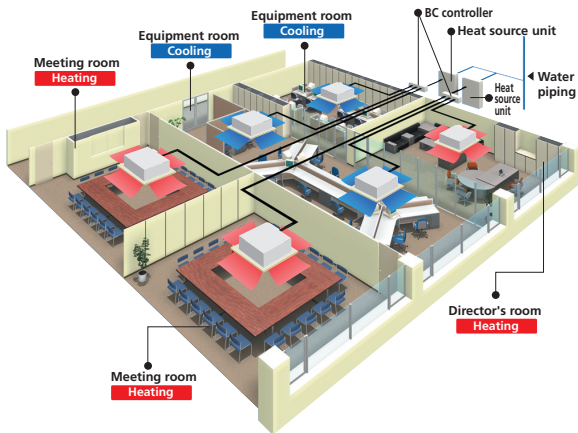 Equipment room
Cooling
BC controller
Heat source unit
Equipment room
Cooling
Meeting room
Heating
Heat
source
unit
Water
piping
Director's room
Heating
Meeting room
Heating